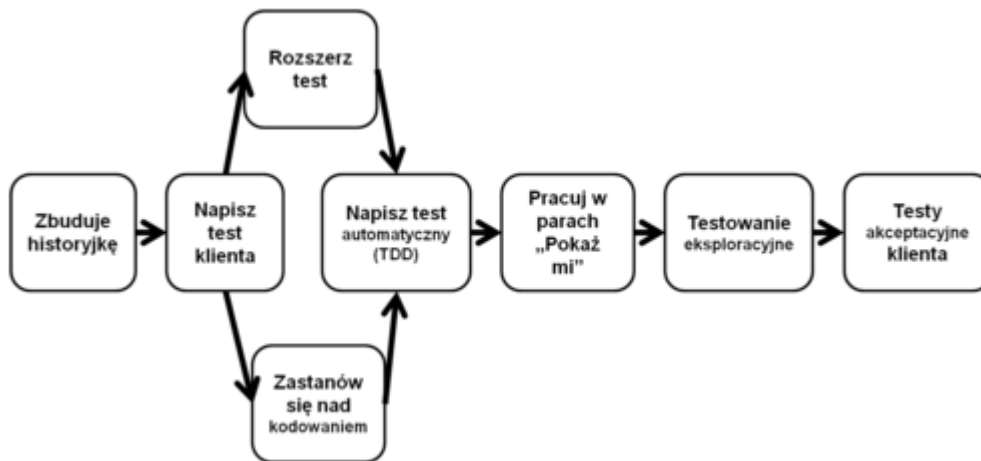 Rozszerz
test
Zbuduje
historyjkę
Napisz
test
klienta
Napisz test
automatyczny
(TDD)
Pracuj w
parach
„Pokaż
mi”
Testowanie
eksploracyjne
Testy
akceptacyjne
klienta
Zastanów
się nad
kodowaniem